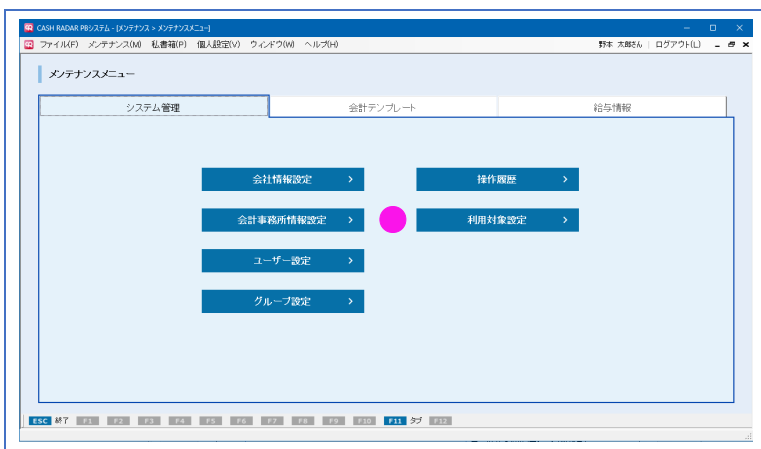 CASH RADAR PBシステム - [メンテナンス > メンテナンスメニュー]
ファイル(F) メンテナンス(M) 私書箱(P) 個人設定(V) ウィンドウ(W) ヘルプ(H) 野本 太郎さん ログアウト(L)
メンテナンスメニュー
システム管理 会計テンプレート 給与情報
会社情報設定 操作履歴
会計事務所情報設定 利用対象設定
ユーザー設定
グループ設定
ESC 終了 F1 F2 F3 F4 F5 F6 F7 F8 F9 F10 F11 タブ F12